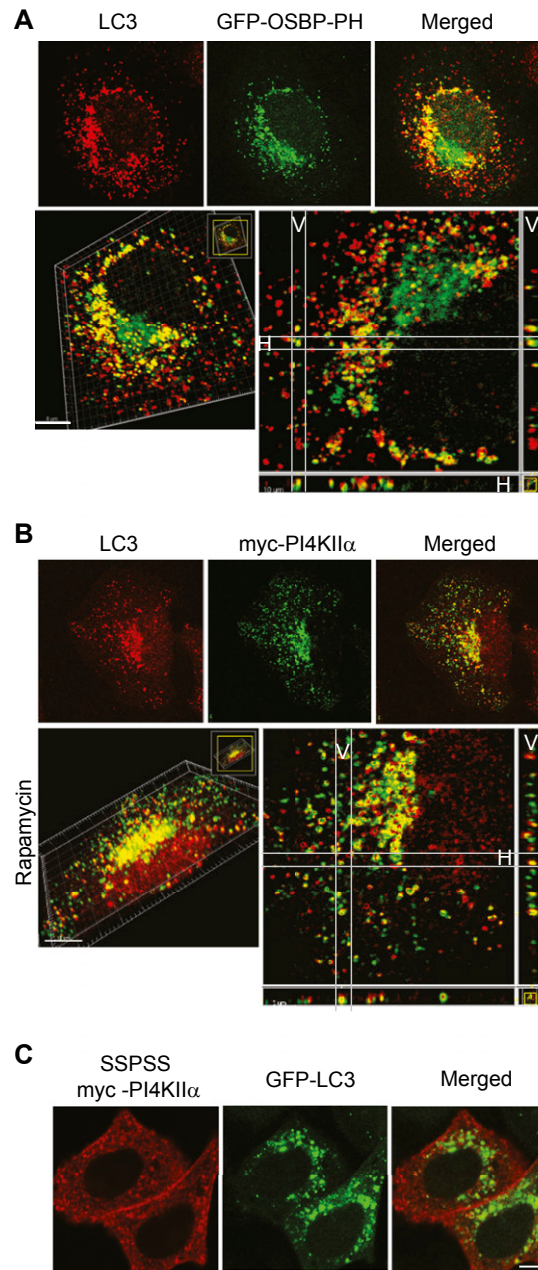 A
LC3 GFP-OSBP-PH Merged
V V
H
H
10 µm
B
LC3 myc-PI4KIIα Merged
Rapamycin
V V
H
C
SSPSS
myc -PI4KIIα GFP-LC3 Merged